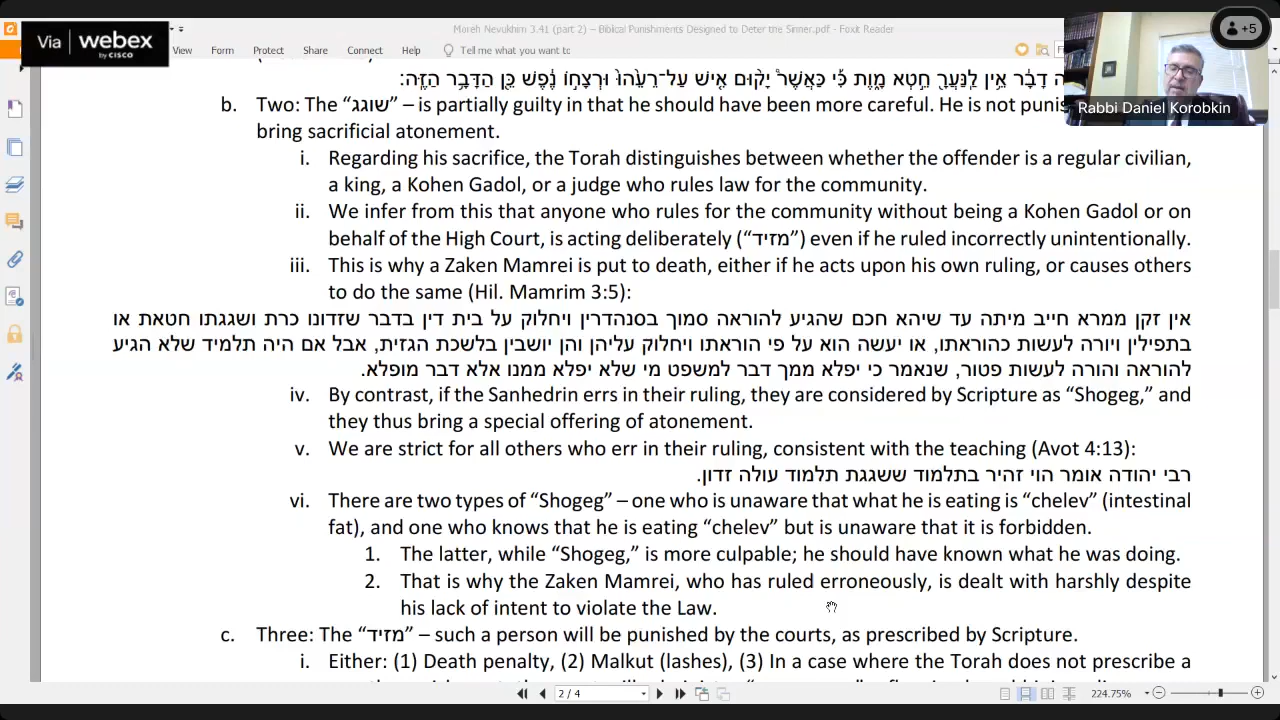 Moreh Nevukhim 3.41 (part 2) – Biblical Punishments Designed to Deter the Sinner.pdf - Foxit Reader
Via webex by CISCO
View Form Protect Share Connect Help Tell me what you want to
+5
Rabbi Daniel Korobkin
דָבָר֒ אֵ֥ין לַֽנַּעֲרָ֖ חֵ֣טְא מָ֑וֶת כִּ֡י כַּאֲשֶׁר֩ יָק֨וּם אִ֤ישׁ עַל־רֵעֵ֙הוּ֙ וּרְצָח֣וֹ נֶ֔פֶשׁ כֵּ֖ן הַדָּבָ֥ר הַזֶּֽה:
b. Two: The “שוגג” – is partially guilty in that he should have been more careful. He is not
bring sacrificial atonement.
i. Regarding his sacrifice, the Torah distinguishes between whether the offender is a regular civilian,
a king, a Kohen Gadol, or a judge who rules law for the community.
ii. We infer from this that anyone who rules for the community without being a Kohen Gadol or on
behalf of the High Court, is acting deliberately (“מזיד”) even if he ruled incorrectly unintentionally.
iii. This is why a Zaken Mamrei is put to death, either if he acts upon his own ruling, or causes others
to do the same (Hil. Mamrim 3:5):
אין זקן ממרא חייב מיתה עד שיהא חכם שהגיע להוראה סמוך בסנהדרין ויחלוק על בית דין בדבר שזדונו כרת ושגגתו חטאת או
בתפילין ויורה לעשות כהוראתו, או יעשה הוא על פי הוראתו ויחלוק עליהן והן יושבין בלשכת הגזית, אבל אם היה תלמיד שלא הגיע
להוראה והורה לעשות פטור, שנאמר כי יפלא ממך דבר למשפט מי שלא יפלא ממנו אלא דבר מופלא.
iv. By contrast, if the Sanhedrin errs in their ruling, they are considered by Scripture as “Shogeg,” and
they thus bring a special offering of atonement.
v. We are strict for all others who err in their ruling, consistent with the teaching (Avot 4:13):
רבי יהודה אומר הוי זהיר בתלמוד ששגגת תלמוד עולה זדון.
vi. There are two types of “Shogeg” – one who is unaware that what he is eating is “chelev” (intestinal
fat), and one who knows that he is eating “chelev” but is unaware that it is forbidden.
1. The latter, while “Shogeg,” is more culpable; he should have known what he was doing.
2. That is why the Zaken Mamrei, who has ruled erroneously, is dealt with harshly despite
his lack of intent to violate the Law.
c. Three: The “מזיד” – such a person will be punished by the courts, as prescribed by Scripture.
i. Either: (1) Death penalty, (2) Malkut (lashes), (3) In a case where the Torah does not prescribe a
2 / 4
224.75%